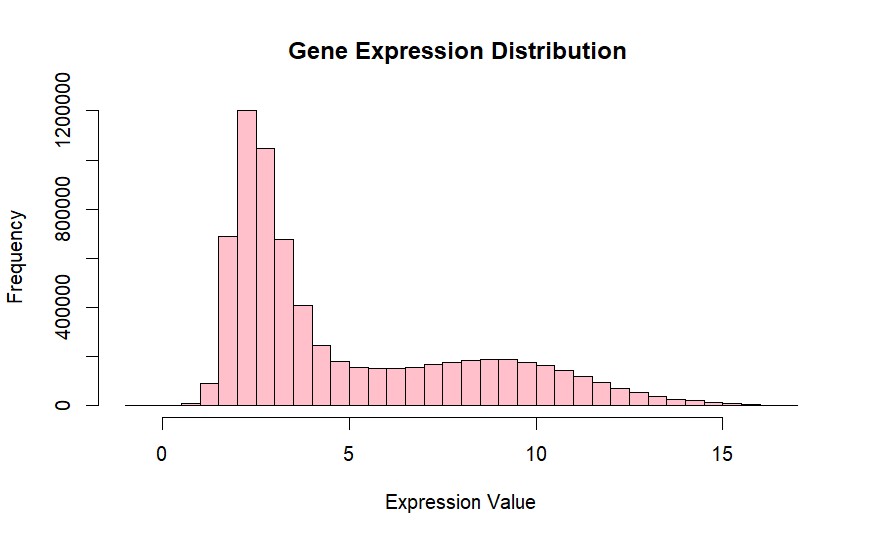 Gene Expression Distribution
Frequency
1200000
800000
400000
0
0 5 10 15
Expression Value